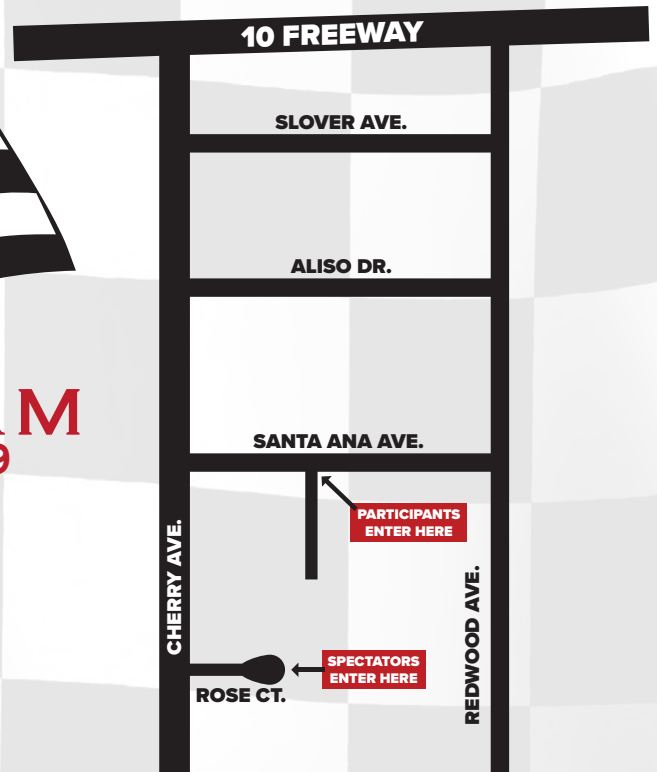 10 FREEWAY
SLOVER AVE.
ALISO DR.
M
9
SANTA ANA AVE.
PARTICIPANTS
ENTER HERE
CHERRY AVE.
REDWOOD AVE.
SPECTATORS
ENTER HERE
ROSE CT.